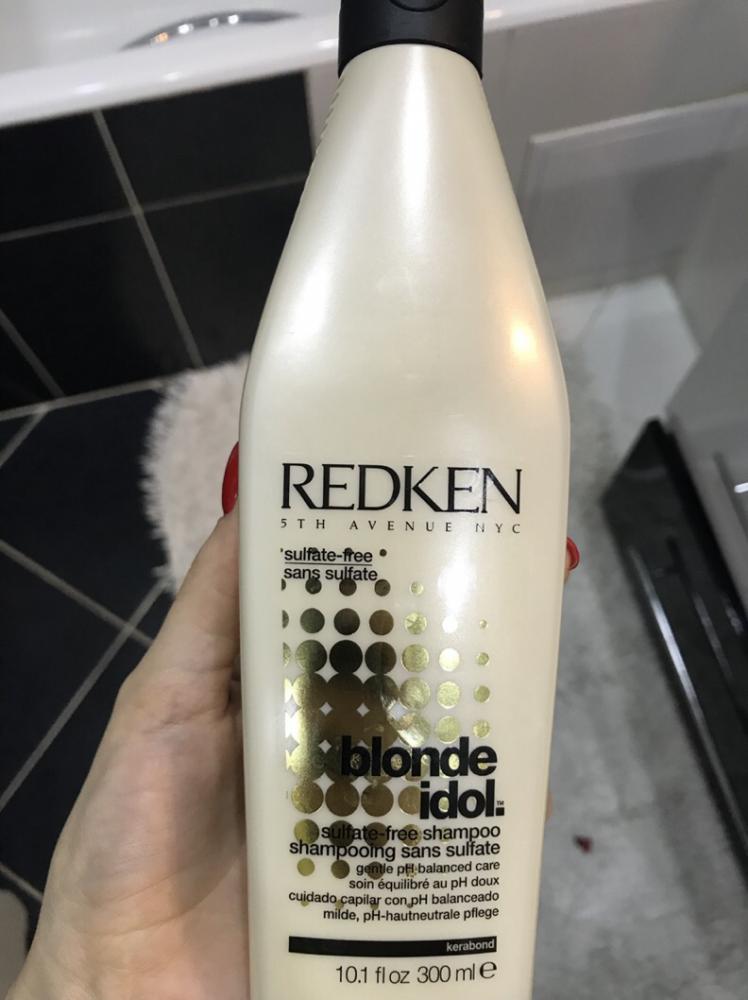 REDKEN
5TH AVENUE NYC
sulfate-free
sans sulfate
blonde
idol.™
sulfate-free shampoo
shampooing sans sulfate
gentle pH-balanced care
soin équilibré au pH doux
cuidado capilar con pH balanceado
milde, pH-hautneutrale pflege
kerabond
10.1 fl oz 300 ml e